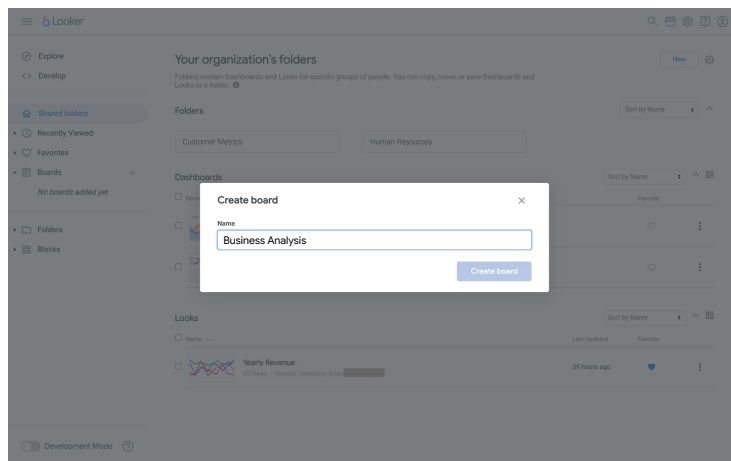 Looker
Explore
Develop
Shared folders
Recently Viewed
Favorites
Boards
No boards added yet
Folders
Blocks
Development Mode
Your organization's folders
New
Folders contain Dashboards and Looks for specific groups of people. You can copy, move, or save Dashboards and
Looks to a folder.
Folders
Sort by Name
Customer Metrics
Human Resources
Dashboards
Sort by Name
Name
Favorite
Create board
Name
Business Analysis
Create board
Looks
Sort by Name
Name
Last Updated
Favorite
Yearly Revenue
39 hours ago